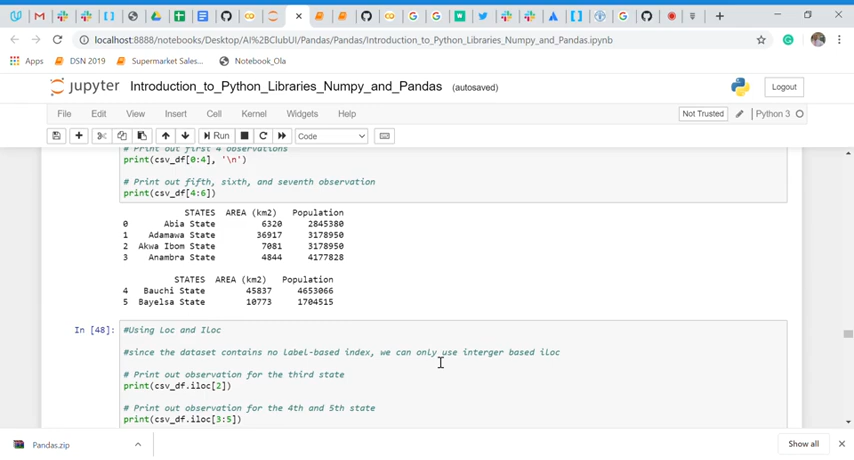 localhost:8888/notebooks/Desktop/AI%2BClubUI/Pandas/Pandas/Introduction_to_Python_Libraries_Numpy_and_Pandas.ipynb
Apps DSN 2019 Supermarket Sales... Notebook_Ola
jupyter Introduction_to_Python_Libraries_Numpy_and_Pandas (autosaved) Logout
File Edit View Insert Cell Kernel Widgets Help Not Trusted Python 3
Run Code
# Print out first 4 observations
print(csv_df[0:4], '\n')
# Print out fifth, sixth, and seventh observation
print(csv_df[4:6])
STATES AREA (km2) Population
0 Abia State 6320 2845380
1 Adamawa State 36917 3178950
2 Akwa Ibom State 7081 3178950
3 Anambra State 4844 4177828
STATES AREA (km2) Population
4 Bauchi State 45837 4653066
5 Bayelsa State 10773 1704515
In [48]: #Using Loc and Iloc
#since the dataset contains no label-based index, we can only use interger based iloc
# Print out observation for the third state
print(csv_df.iloc[2])
# Print out observation for the 4th and 5th state
print(csv_df.iloc[3:5])
Pandas.zip Show all